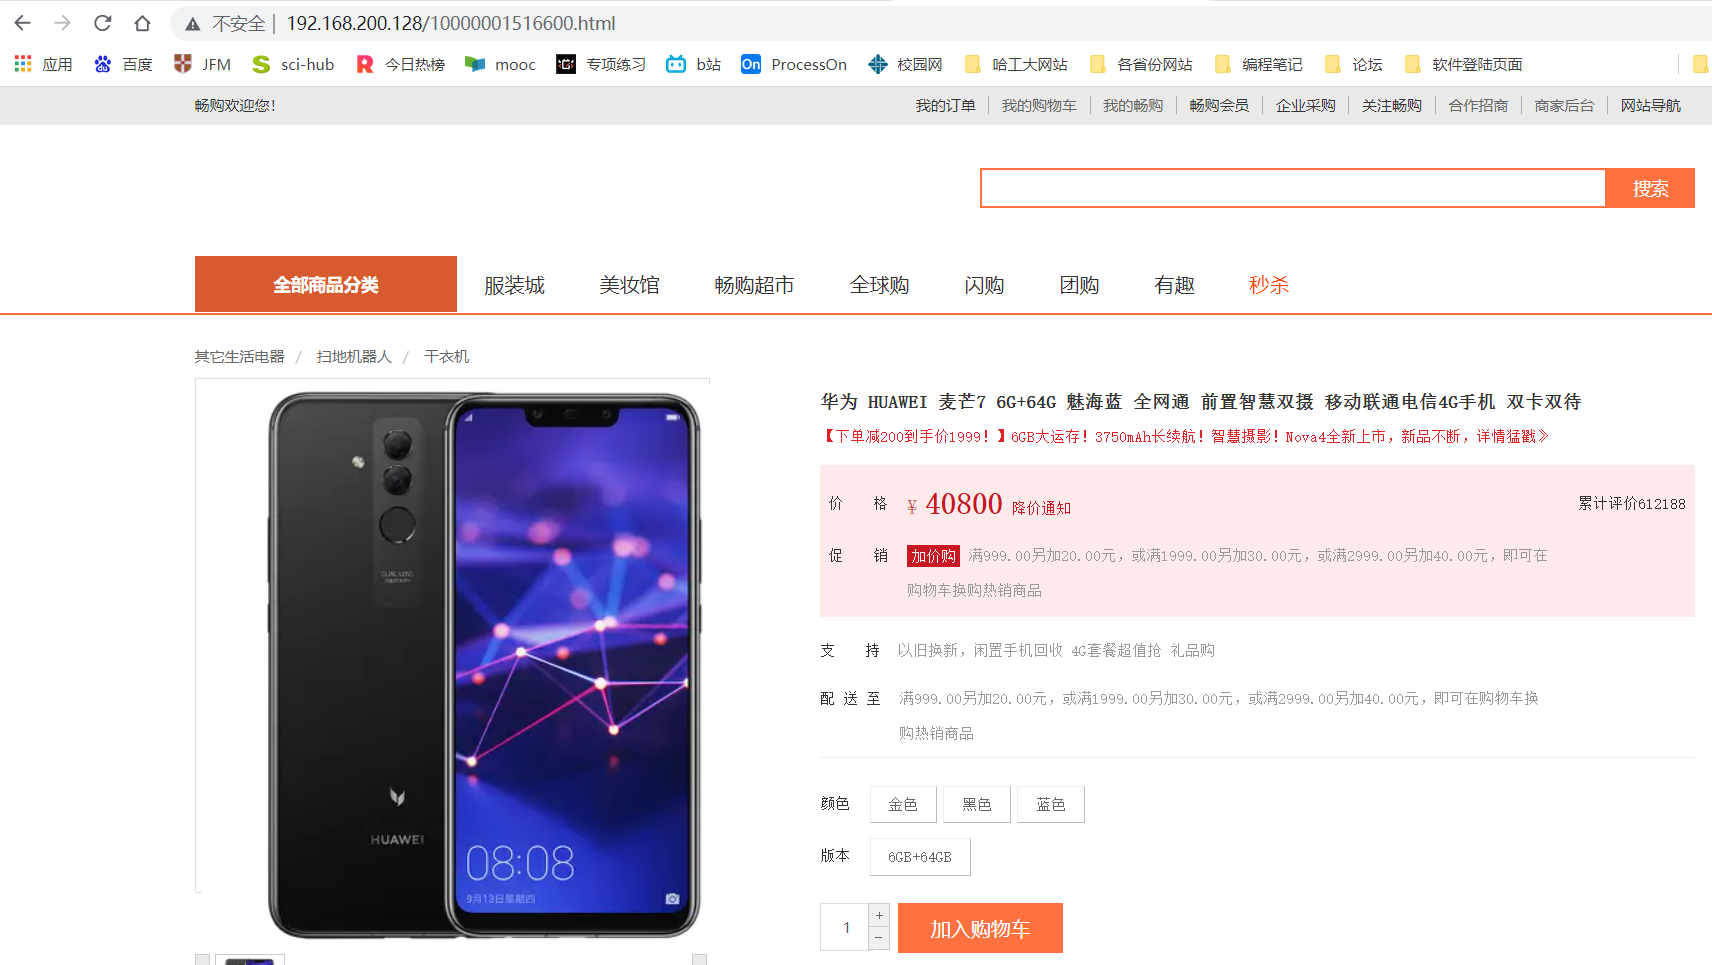 不安全 | 192.168.200.128/10000001516600.html
应用 百度 JFM sci-hub 今日热榜 mooc 专项练习 b站 On ProcessOn 校园网 哈工大网站 各省份网站 编程笔记 论坛 软件登陆页面
畅购欢迎您! 我的订单 我的购物车 我的畅购 畅购会员 企业采购 关注畅购 合作招商 商家后台 网站导航
搜索
全部商品分类 服装城 美妆馆 畅购超市 全球购 闪购 团购 有趣 秒杀
其它生活电器 / 扫地机器人 / 干衣机
华为 HUAWEI 麦芒7 6G+64G 魅海蓝 全网通 前置智慧双摄 移动联通电信4G手机 双卡双待
【下单减200到手价1999! 】6GB大运存! 3750mAh长续航! 智慧摄影! Nova4全新上市, 新品不断, 详情猛戳》
价 格 ¥ 40800 降价通知 累计评价612188
促 销 加价购 满999.00另加20.00元, 或满1999.00另加30.00元, 或满2999.00另加40.00元, 即可在
购物车换购热销商品
支 持 以旧换新, 闲置手机回收 4G套餐超值抢 礼品购
配 送 至 满999.00另加20.00元, 或满1999.00另加30.00元, 或满2999.00另加40.00元, 即可在购物车换
购热销商品
颜色 金色 黑色 蓝色
版本 6GB+64GB
1 + −
加入购物车
DUAL LENS
HUAWEI
08:08
9月13日星期四